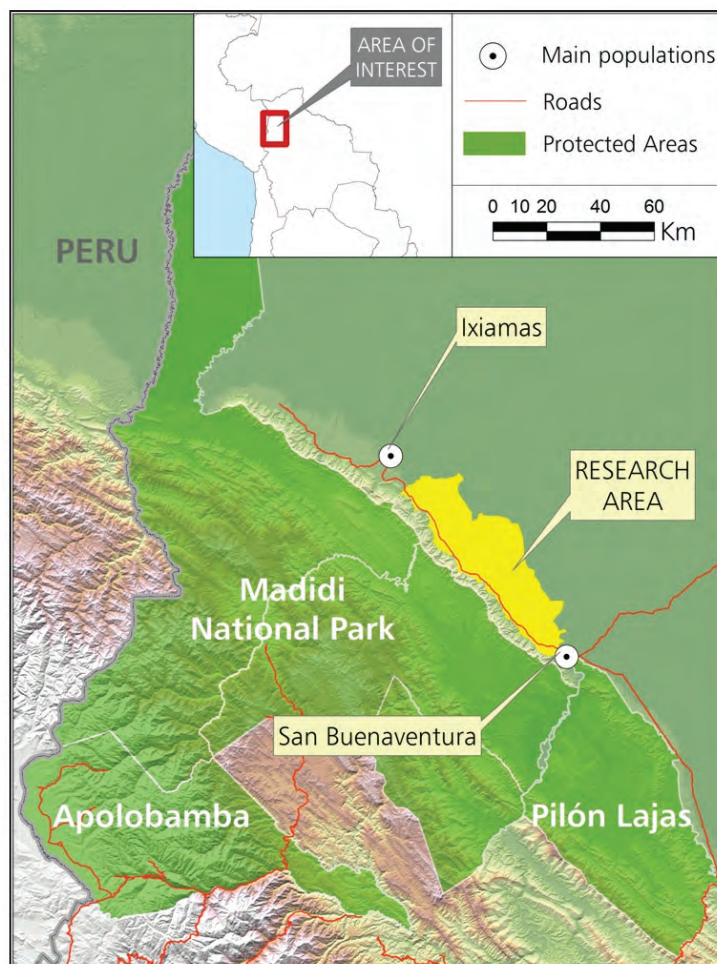 AREA OF
INTEREST
Main populations
Roads
Protected Areas
0 10 20 40 60
Km
PERU
Ixiamas
RESEARCH
AREA
Madidi
National Park
San Buenaventura
Apolobamba
Pilón Lajas